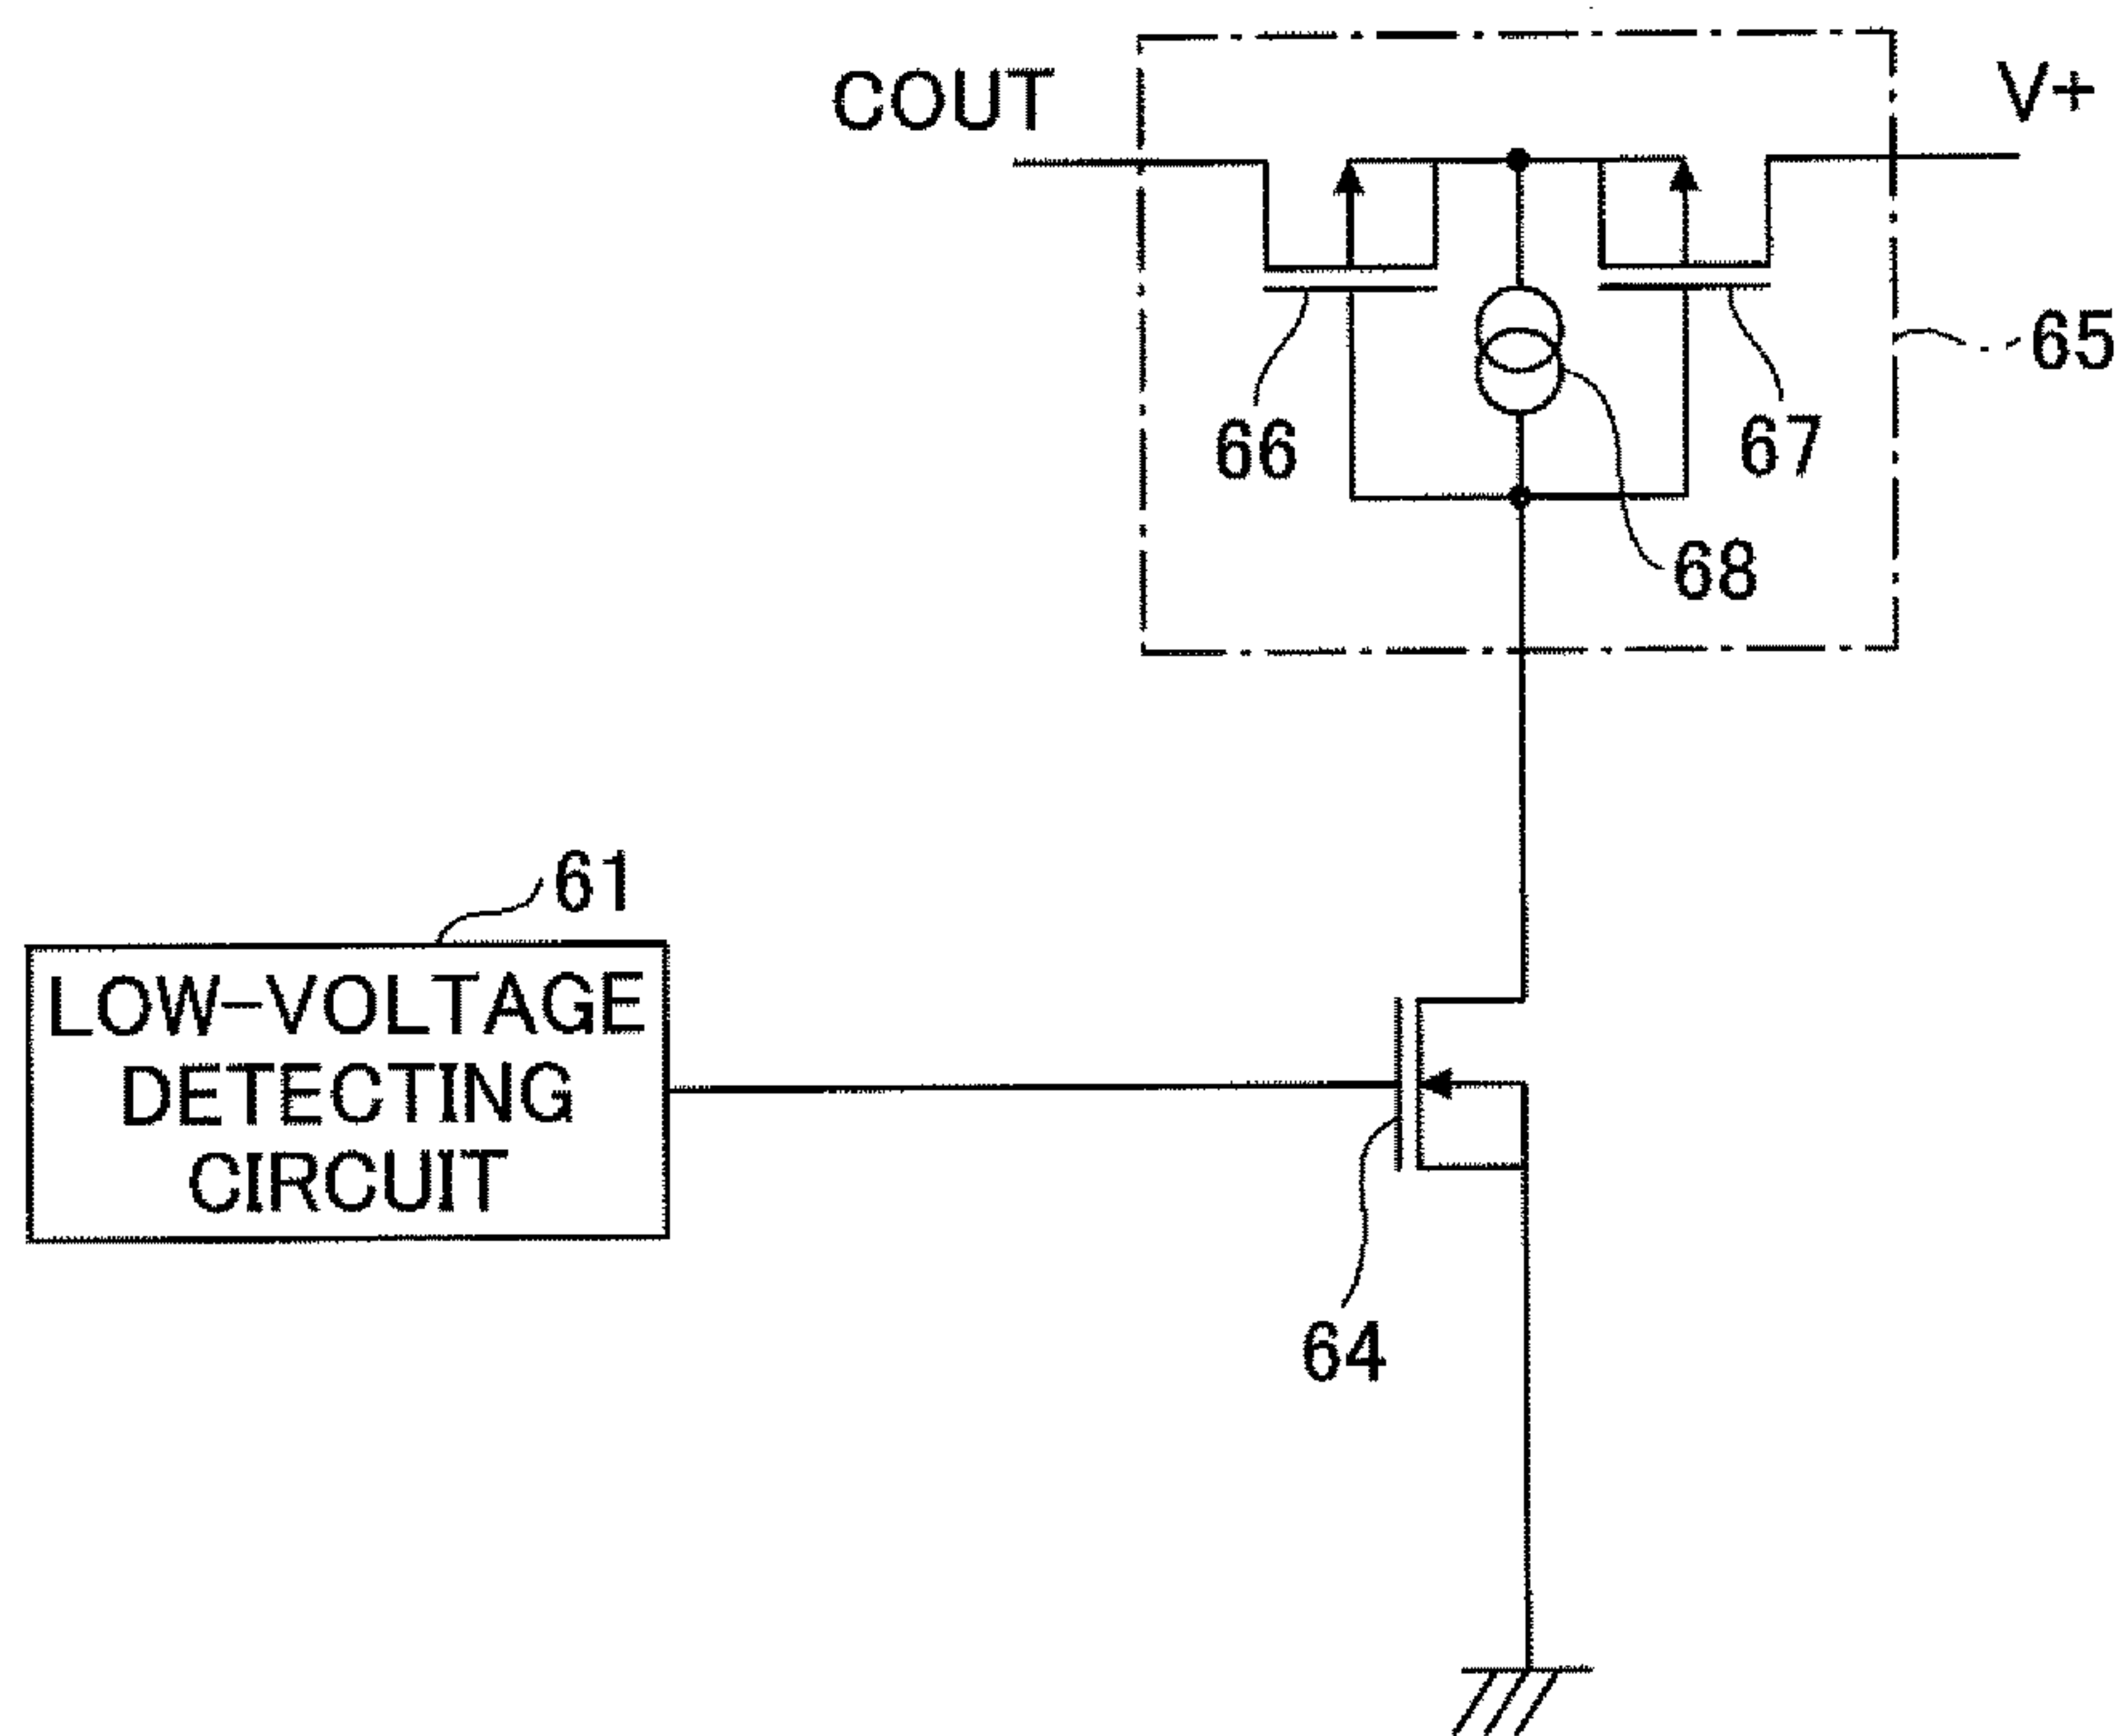 COUT
V+
65
66
67
68
61
LOW-VOLTAGE
DETECTING
CIRCUIT
64